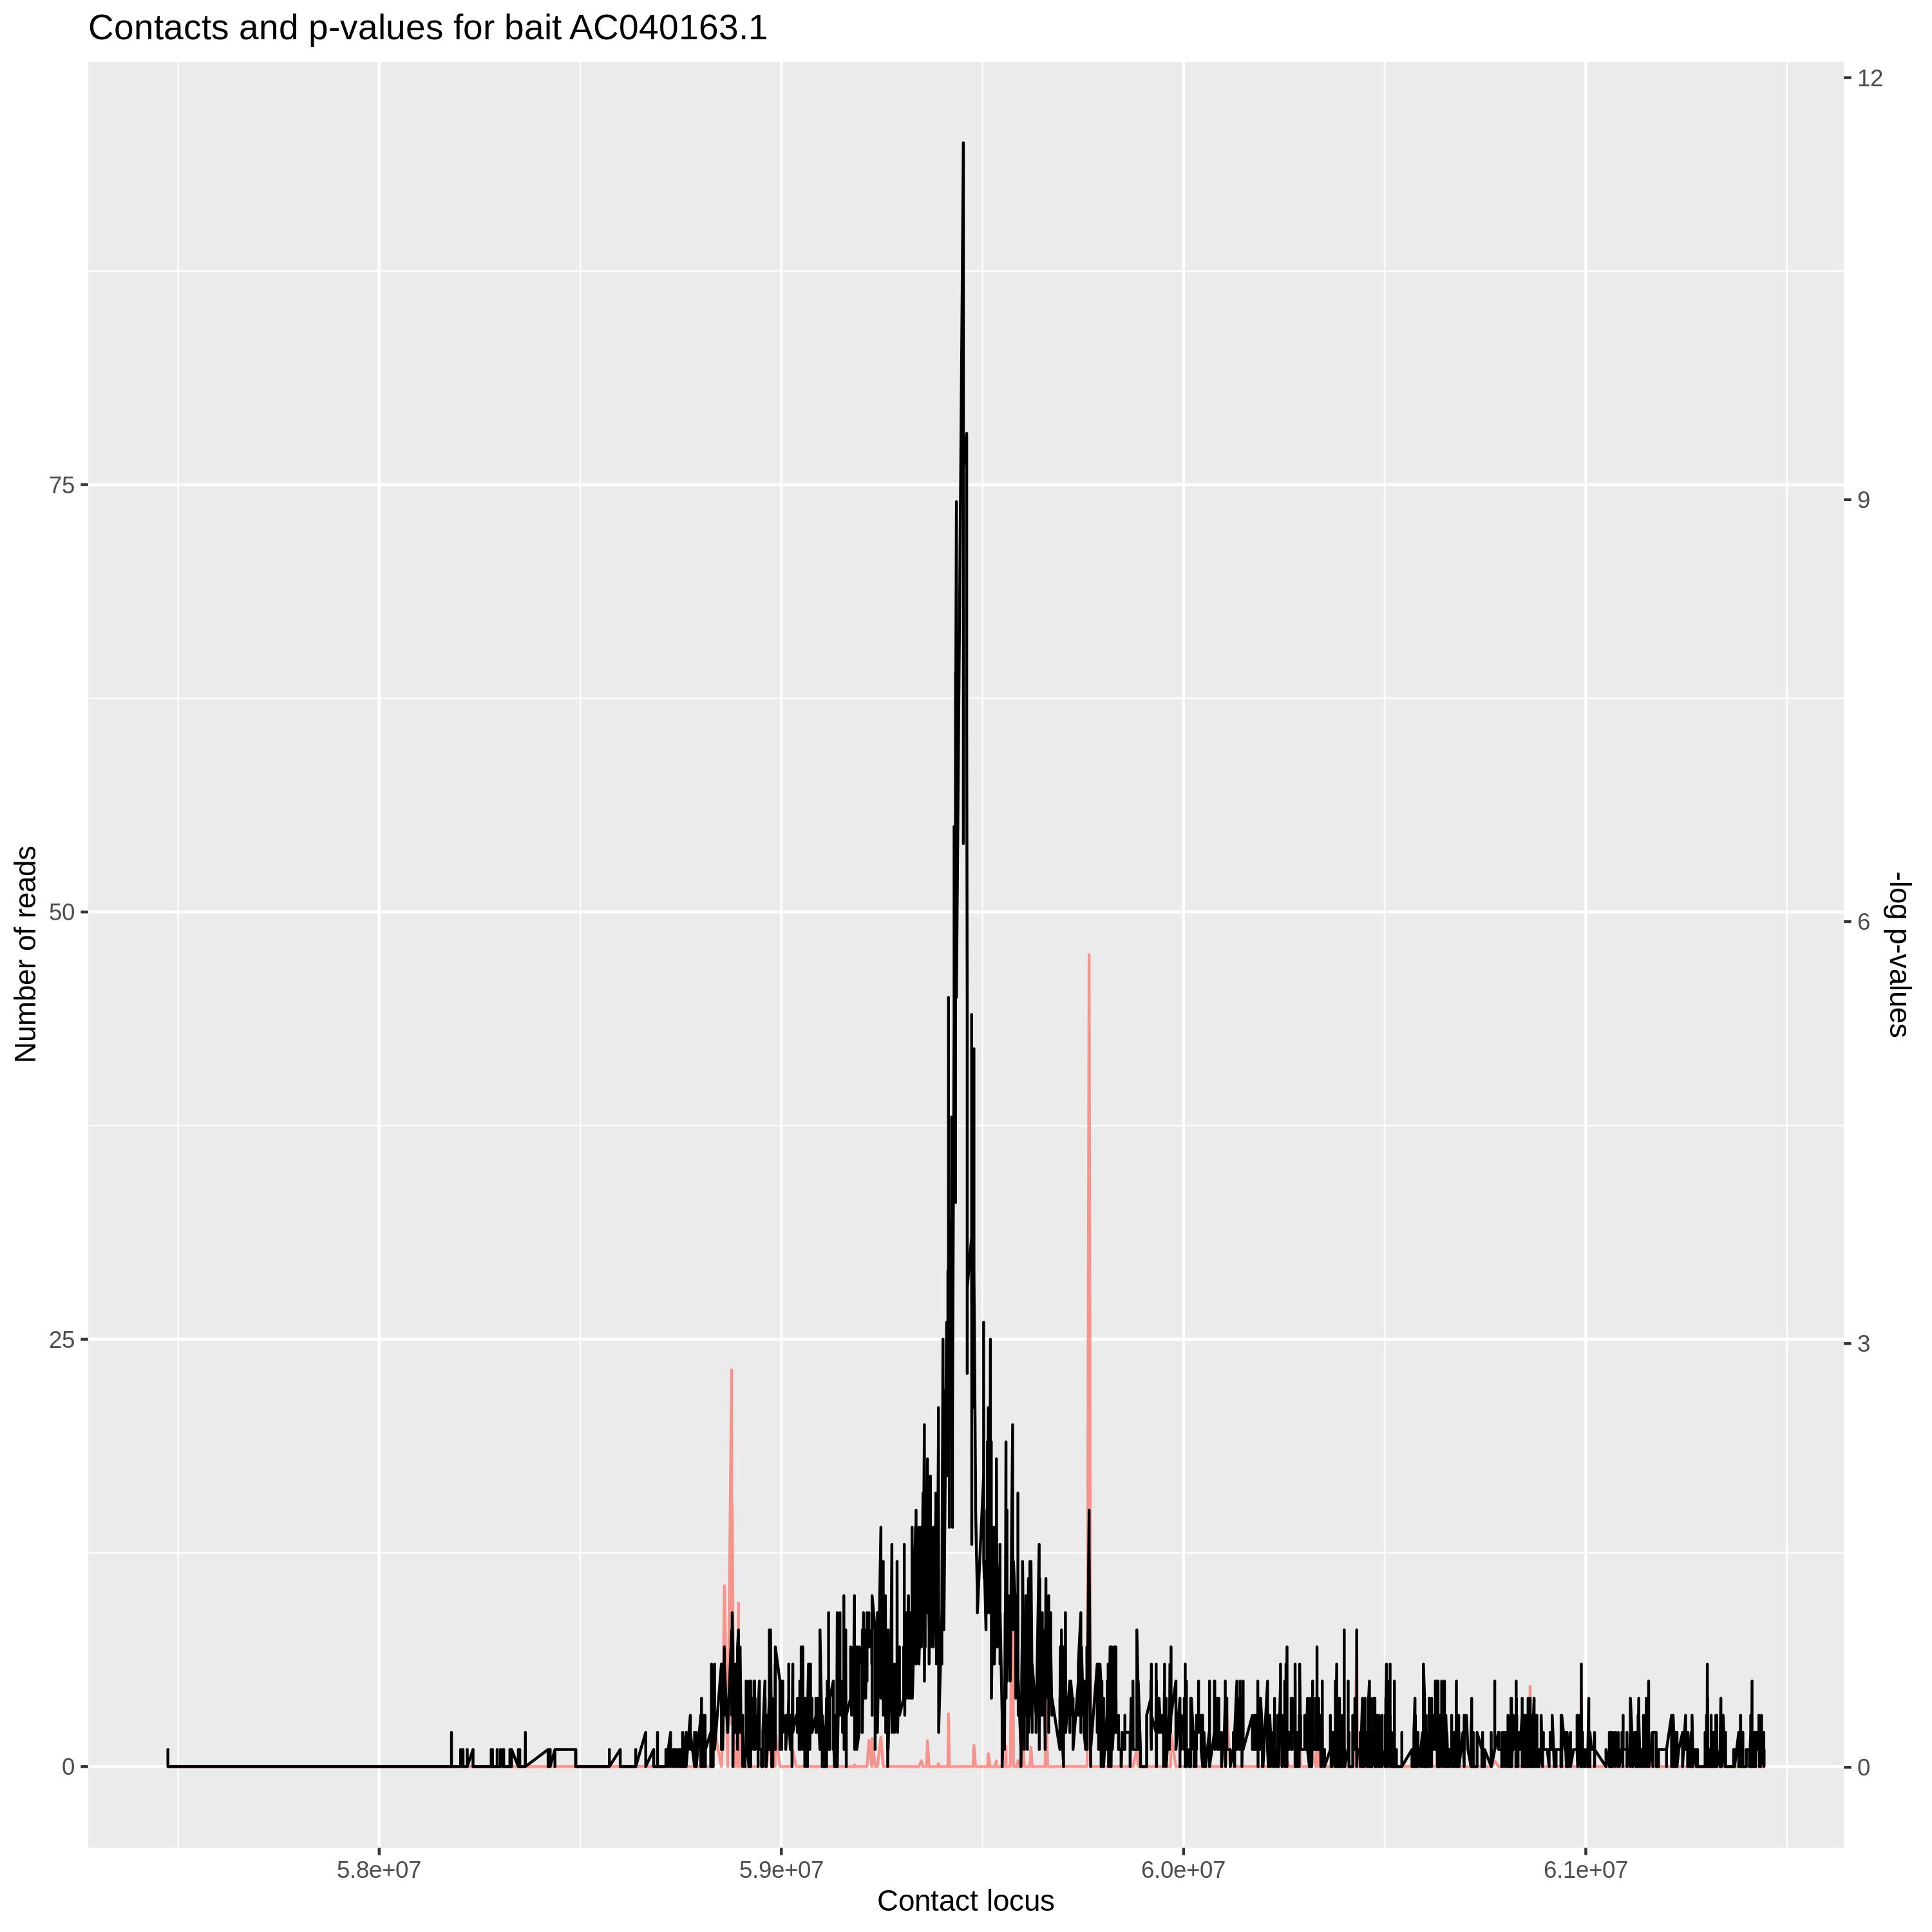 Contacts and p-values for bait AC040163.1
12
75
9
Number of reads
50
6
-log p-values
25
3
0
0
5.8e+07
5.9e+07
6.0e+07
6.1e+07
Contact locus